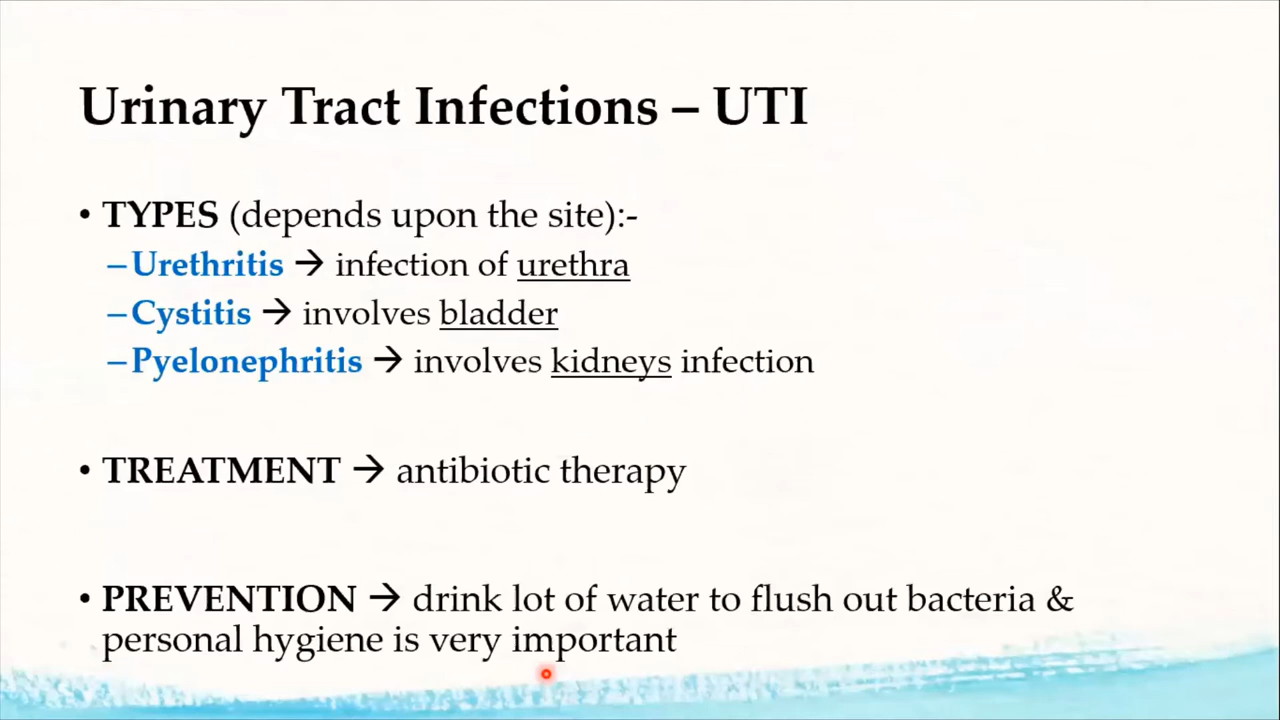 Urinary Tract Infections – UTI
• TYPES (depends upon the site):-
–Urethritis → infection of urethra
–Cystitis → involves bladder
–Pyelonephritis → involves kidneys infection
• TREATMENT → antibiotic therapy
• PREVENTION → drink lot of water to flush out bacteria &
personal hygiene is very important